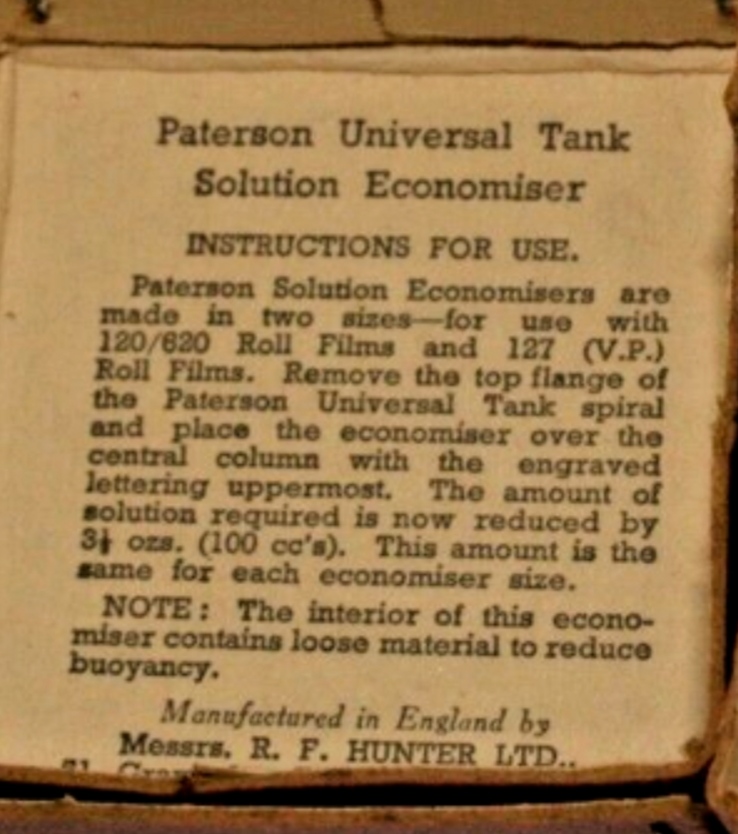 Paterson Universal Tank
Solution Economiser
INSTRUCTIONS FOR USE.
Paterson Solution Economisers are
made in two sizes—for use with
120/620 Roll Films and 127 (V.P.)
Roll Films. Remove the top flange of
the Paterson Universal Tank spiral
and place the economiser over the
central column with the engraved
lettering uppermost. The amount of
solution required is now reduced by
3½ ozs. (100 cc's). This amount is the
same for each economiser size.
NOTE: The interior of this econo-
miser contains loose material to reduce
buoyancy.
Manufactured in England by
Messrs. R. F. HUNTER LTD.,